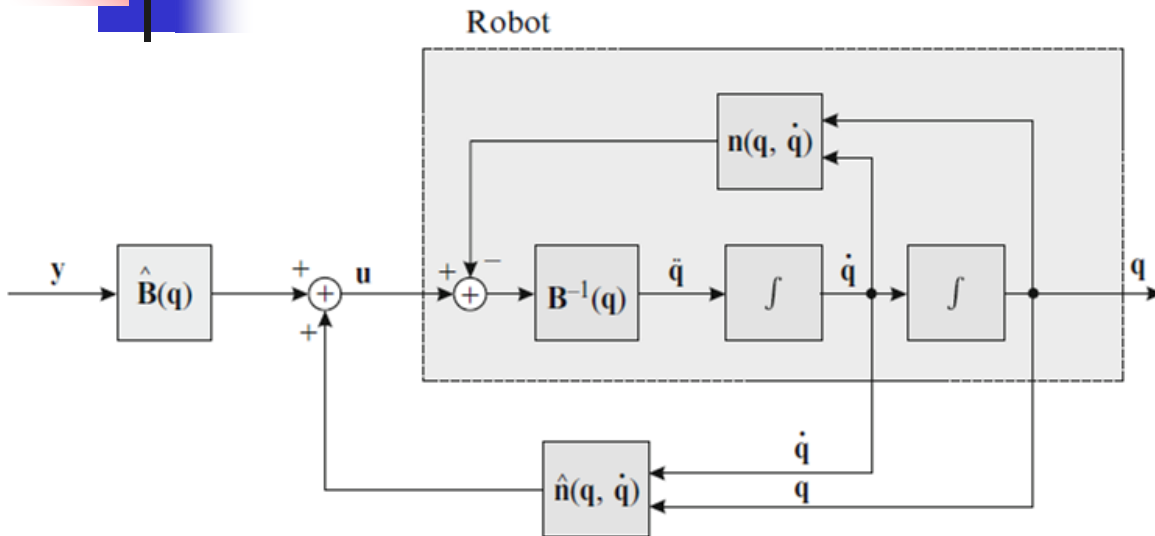 Robot
n(q, q̇)
−
y
B̂(q)
+
+
u
+
+
B⁻¹(q)
q̈
∫
q̇
∫
q
+
n̂(q, q̇)
q̇
q